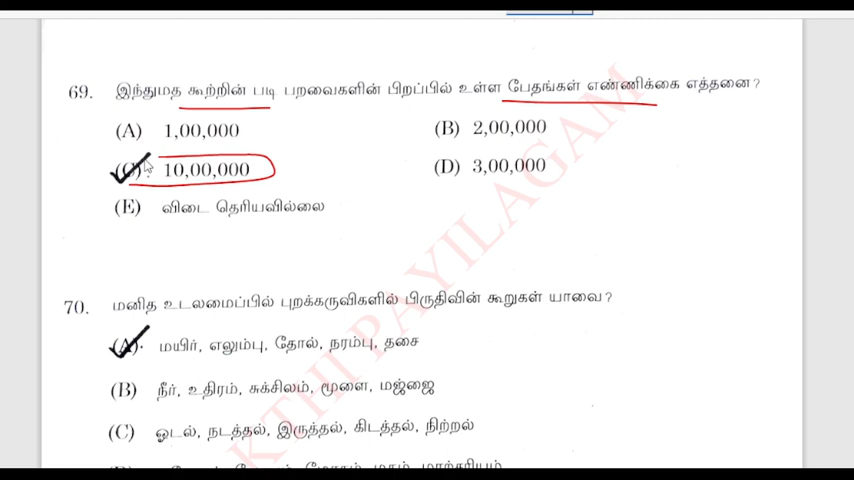 69. இந்துமத கூற்றின் படி பறவைகளின் பிறப்பில் உள்ள பேதங்கள் எண்ணிக்கை எத்தனை?
(A) 1,00,000 (B) 2,00,000
(C) 10,00,000 (D) 3,00,000
(E) விடை தெரியவில்லை
70. மனித உடலமைப்பில் புறக்கருவிகளில் பிருதிவின் கூறுகள் யாவை?
(A) மயிர், எலும்பு, தோல், நரம்பு, தசை
(B) நீர், உதிரம், சுக்சிலம், மூளை, மஜ்ஜை
(C) ஓடல், நடத்தல், இருத்தல், கிடத்தல், நிற்றல்
KTHI PAYILAGAM